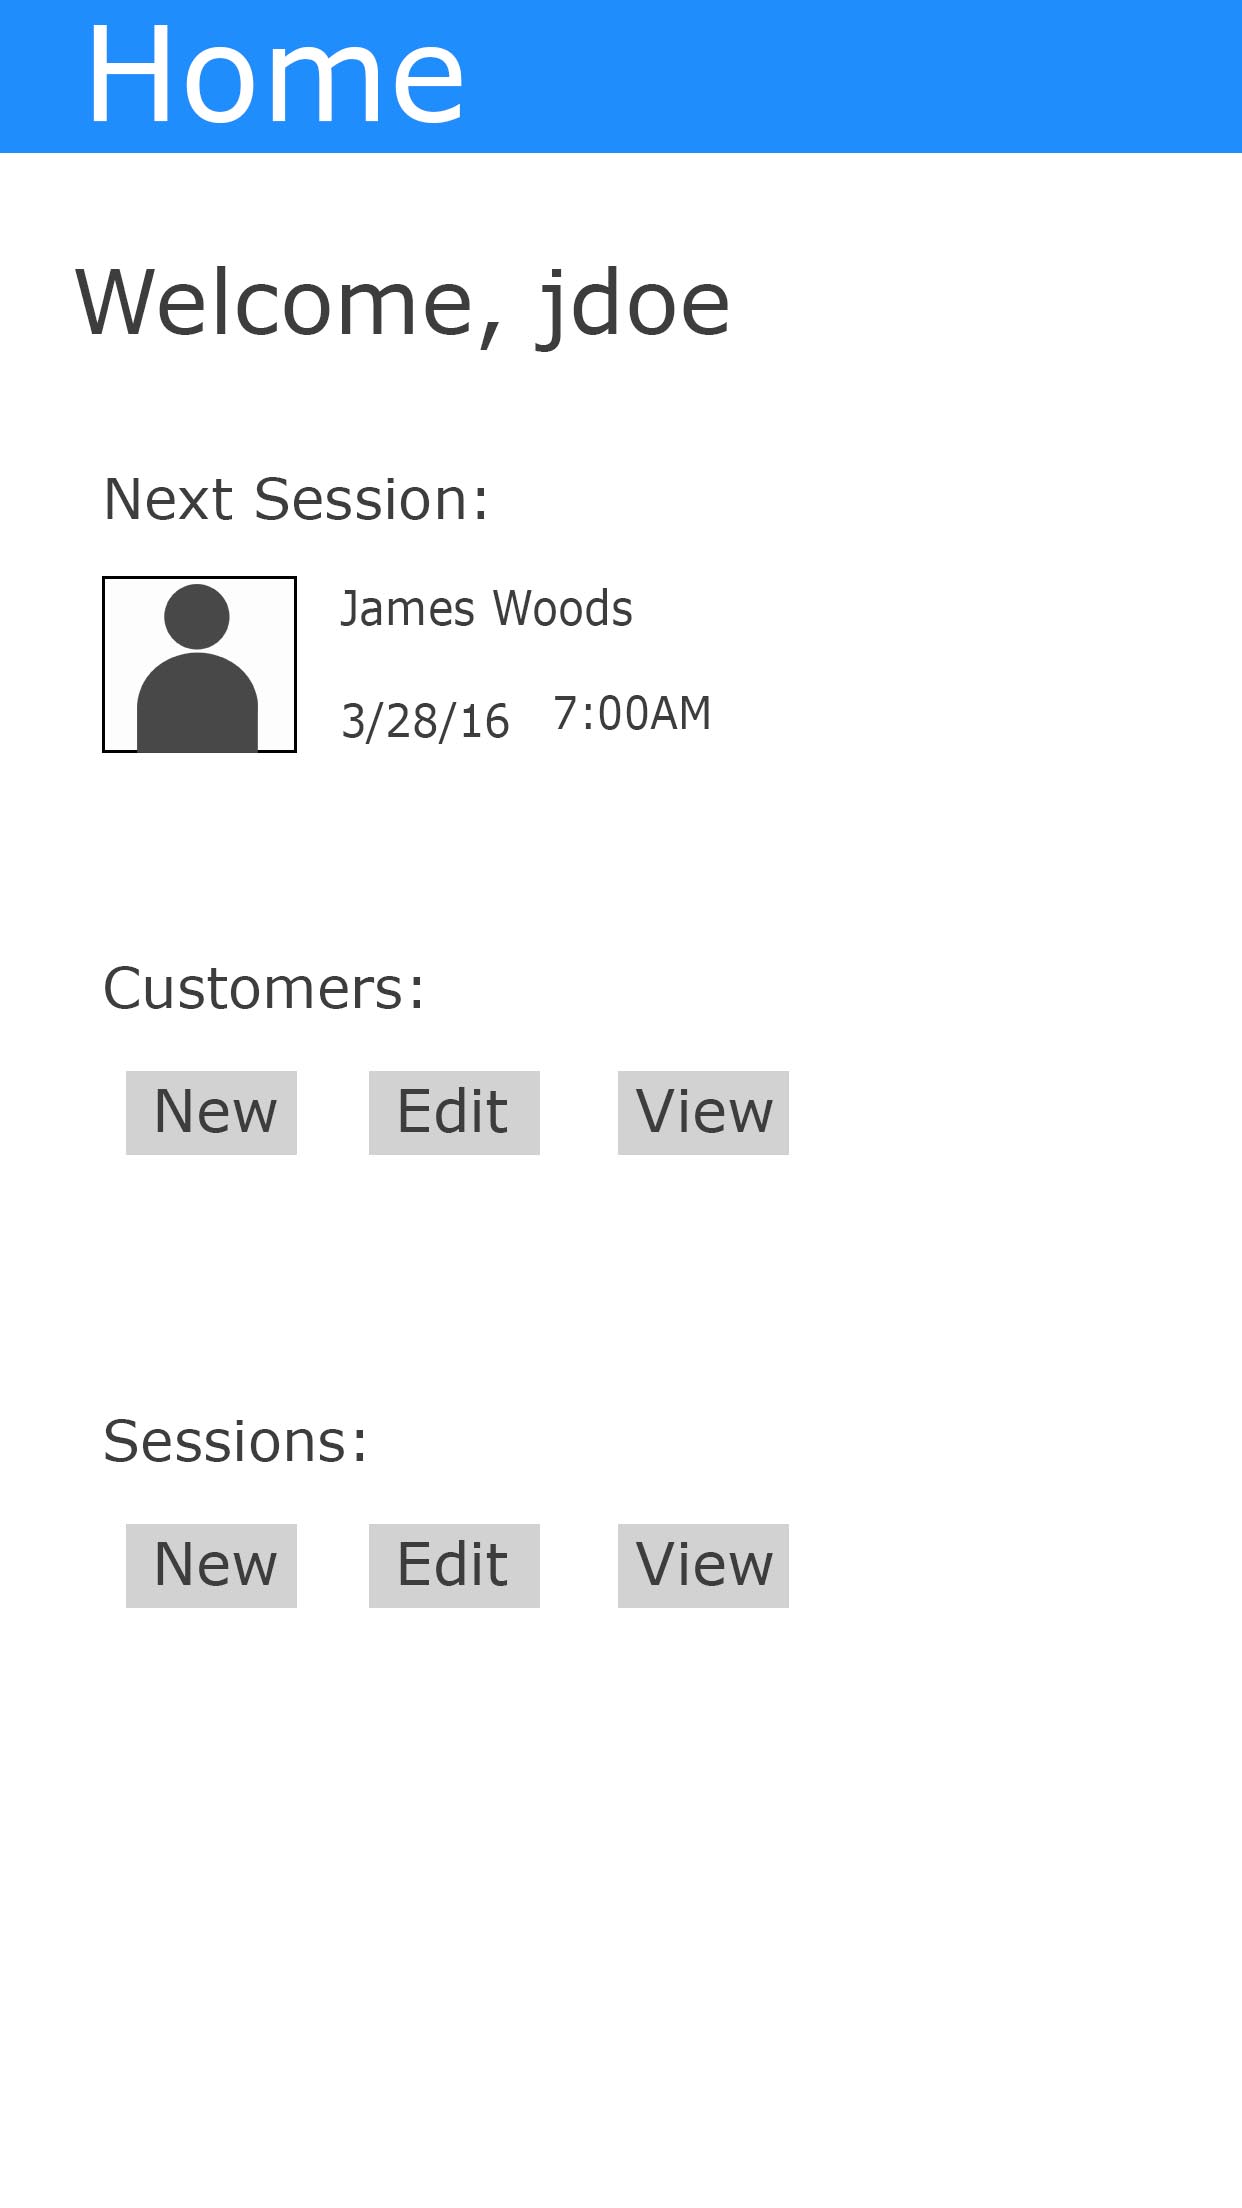 Home
Welcome, jdoe
Next Session:
James Woods
3/28/16 7:00AM
Customers:
New Edit View
Sessions:
New Edit View